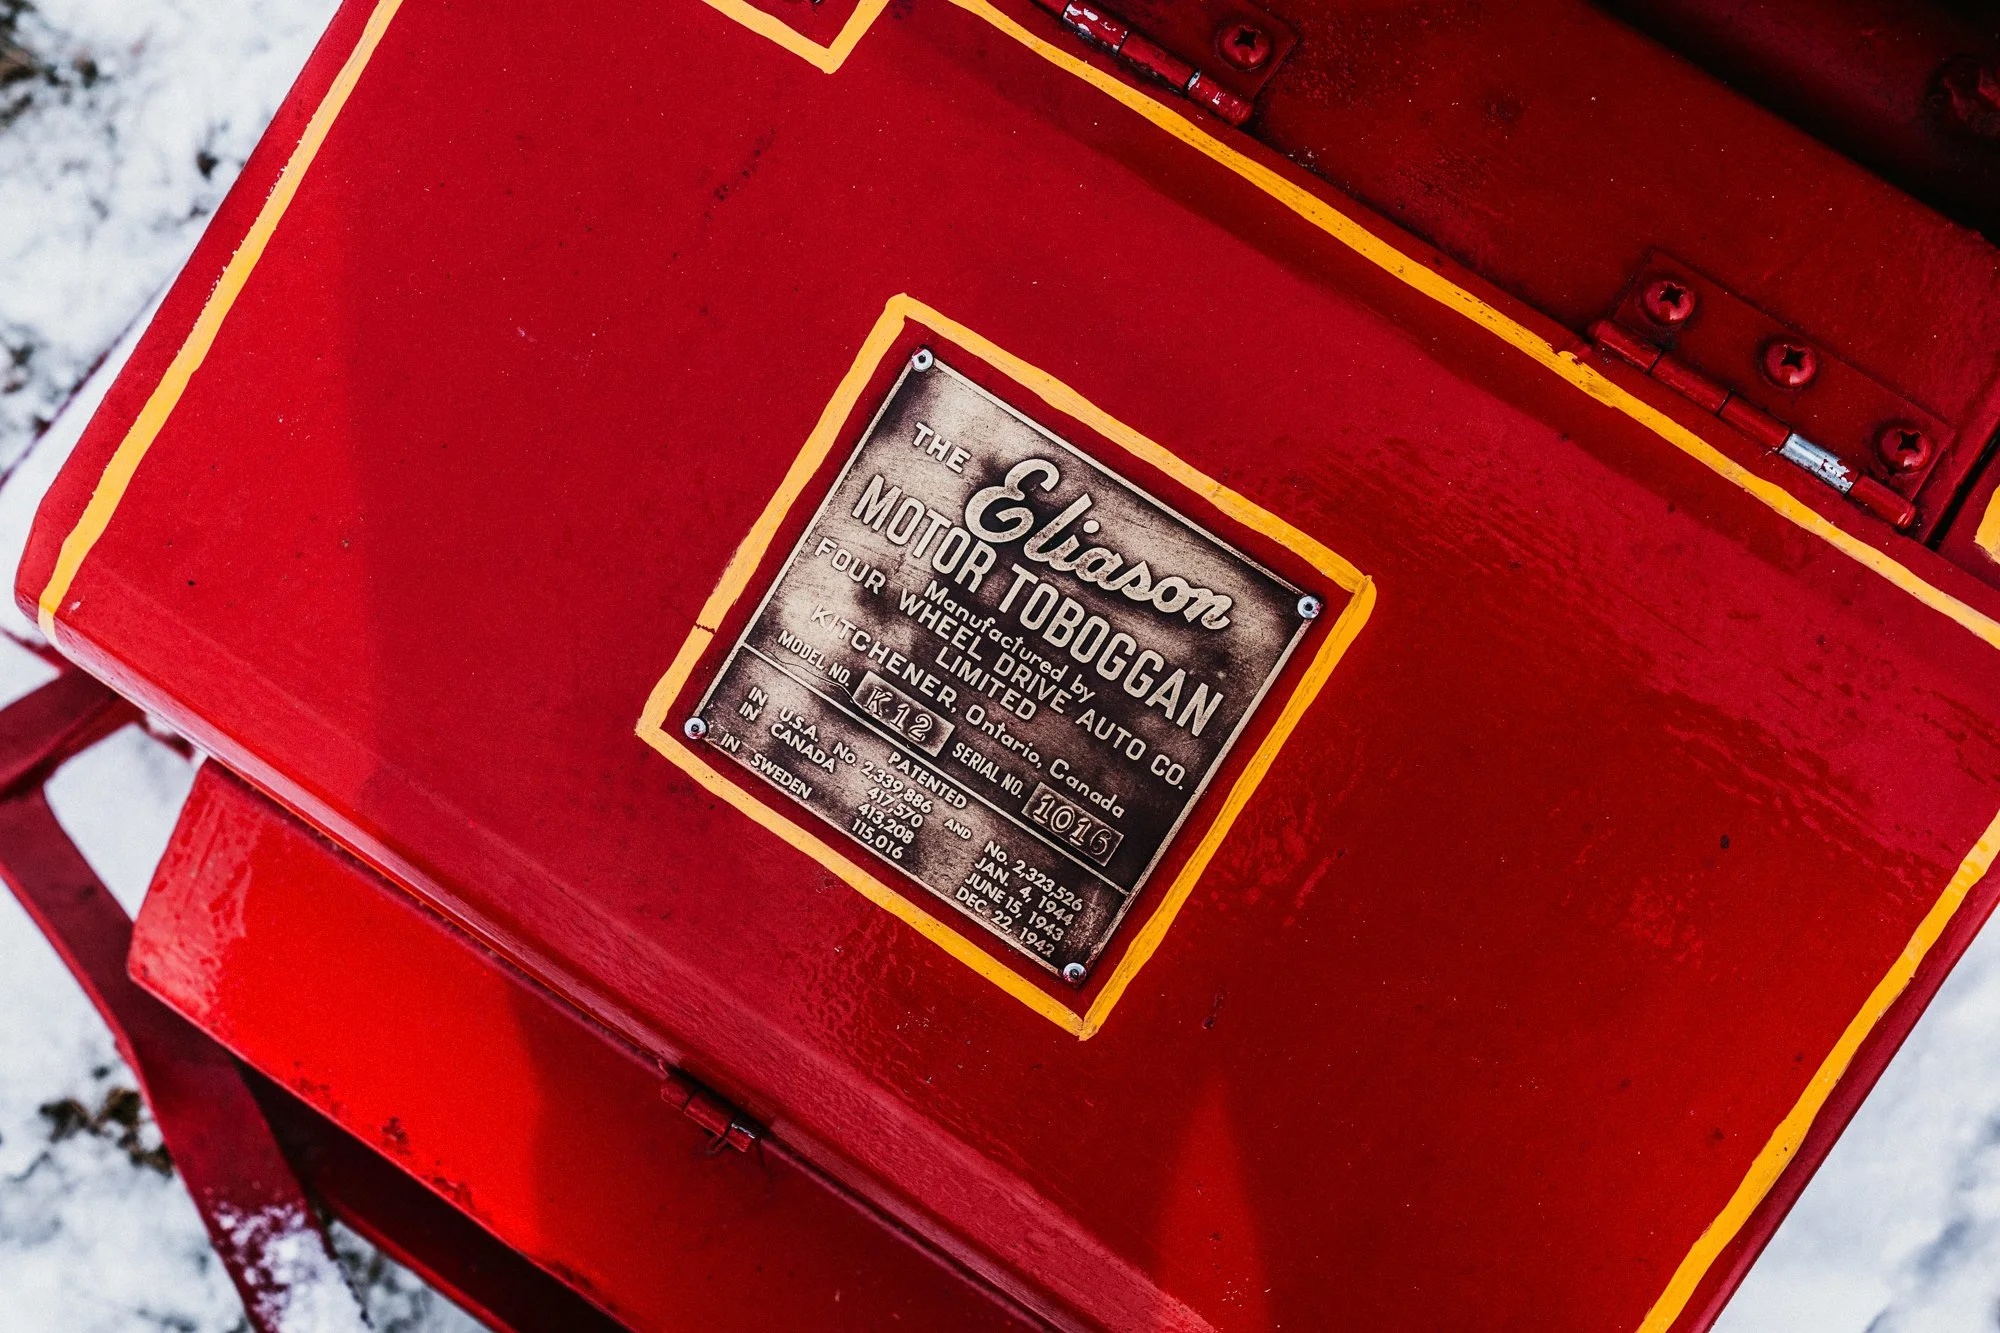 THE Eliason
MOTOR TOBOGGAN
Manufactured by
FOUR WHEEL DRIVE AUTO CO.
LIMITED
KITCHENER, Ontario, Canada
MODEL NO. K12 SERIAL NO. 1016
PATENTED
IN U.S.A. No 2,339,886 AND No. 2,323,526
IN CANADA 417,570 JAN. 4, 1944
413,208 JUNE 15, 1943
IN SWEDEN 115,016 DEC. 22, 1942